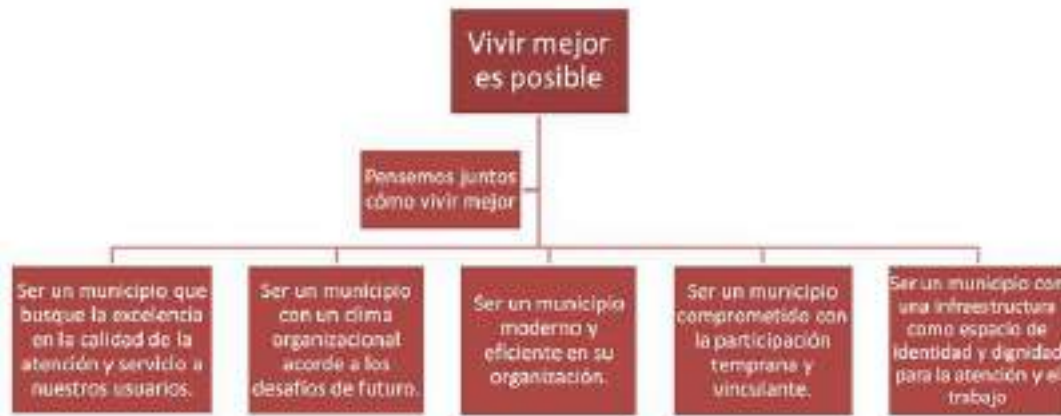 Vivir mejor
es posible
Pensemos juntos
cómo vivir mejor
Ser un municipio que
busque la excelencia
en la calidad de la
atención y servicio a
nuestros usuarios.
Ser un municipio
con un clima
organizacional
acorde a los
desafíos de futuro.
Ser un municipio
moderno y
eficiente en su
organización.
Ser un municipio
comprometido con
la participación
temprana y
vinculante.
Ser un municipio con
una infraestructura
como espacio de
identidad y dignidad
para la atención y el
trabajo